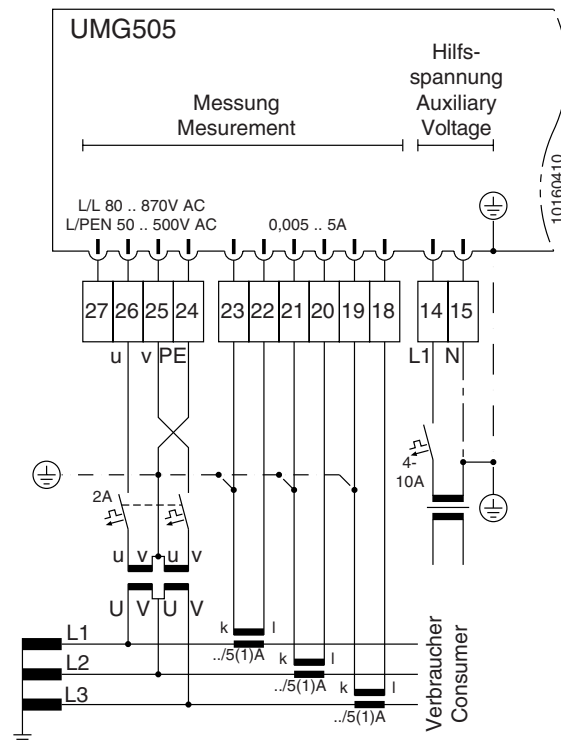 UMG505
Hilfs-
spannung
Auxiliary
Voltage
Messung
Mesurement
10160410
L/L 80 .. 870V AC
L/PEN 50 .. 500V AC
0,005 .. 5A
27 26 25 24 23 22 21 20 19 18 14 15
u v PE L1 N
4-
10A
2A
u v u v
U V U V
L1
k l
../5(1)A
L2
k l
../5(1)A
L3
k l
../5(1)A
Verbraucher
Consumer